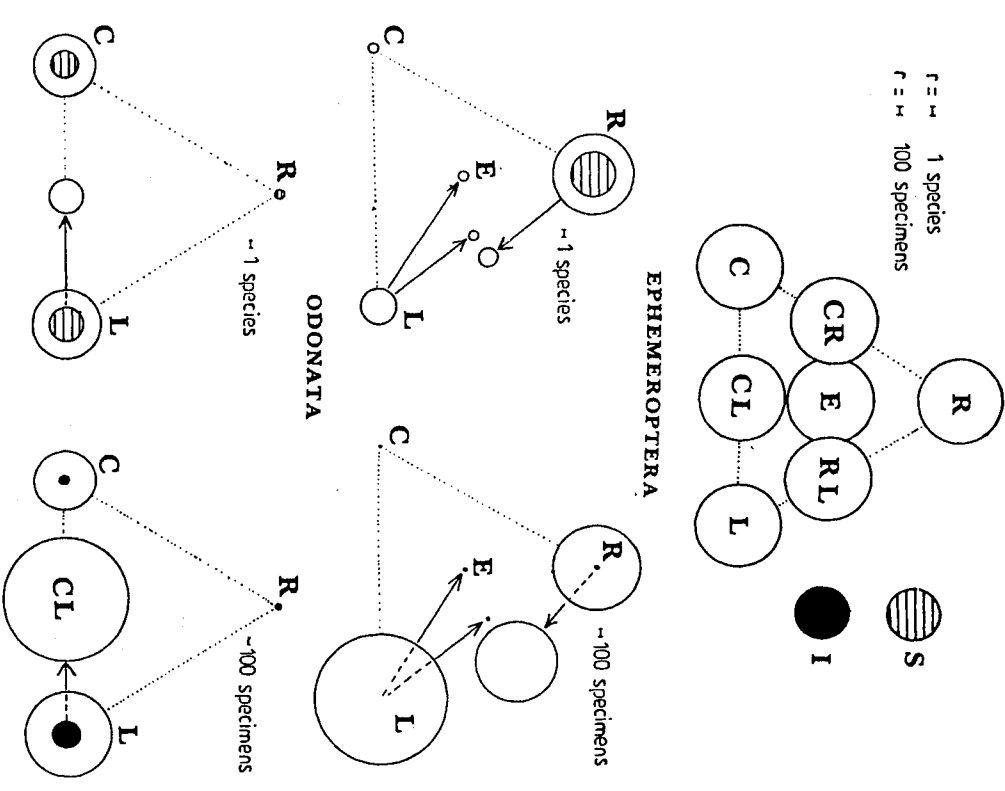 R
r = 1 species
S
r = 100 specimens
CR E RL
I
C CL L
EPHEMEROPTERA
R
1 species
E
C
L
R
100 specimens
E
C
L
ODONATA
R
1 species
C
L
R
100 specimens
C
CL
L